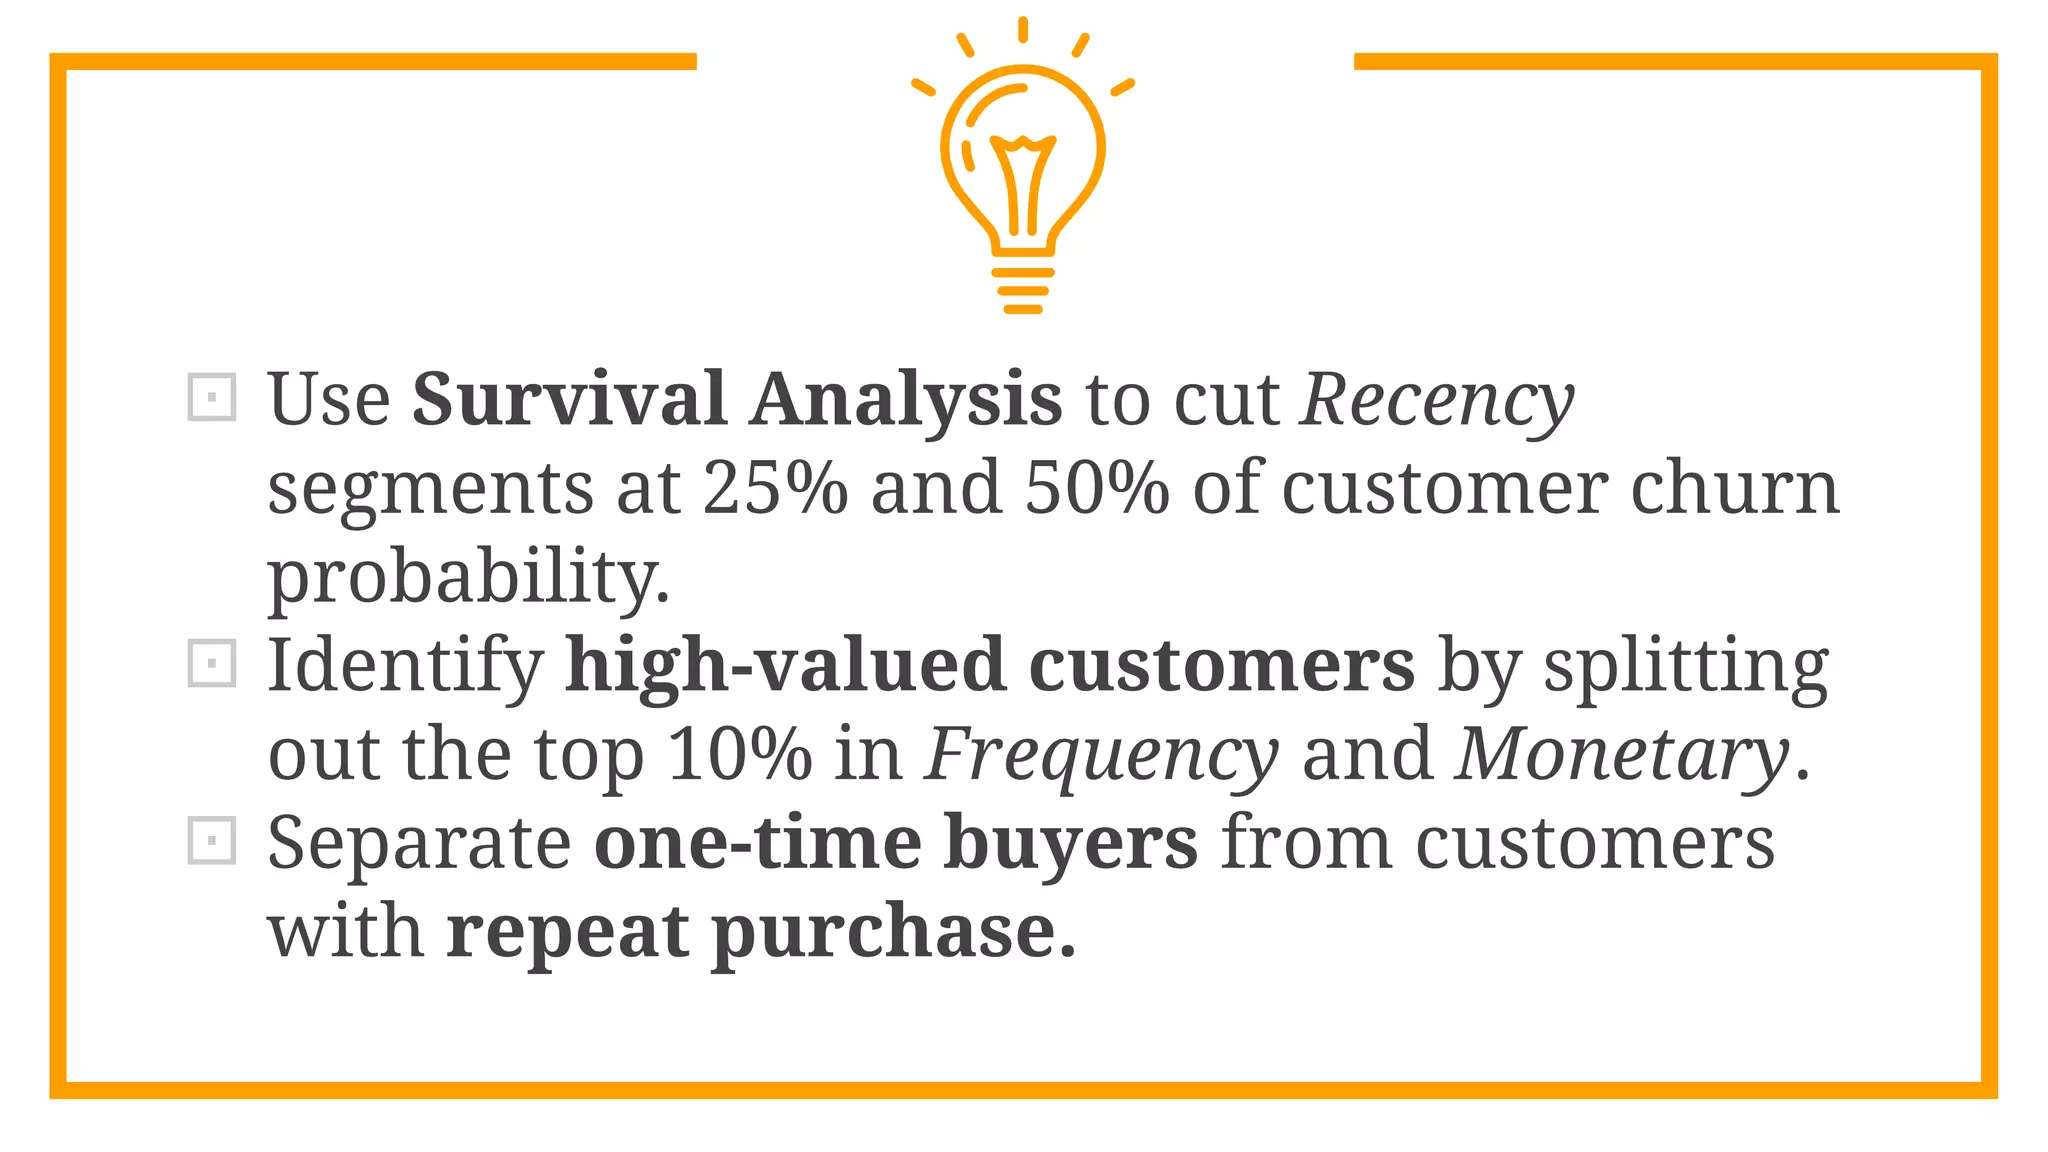 Use Survival Analysis to cut Recency
segments at 25% and 50% of customer churn
probability.
Identify high-valued customers by splitting
out the top 10% in Frequency and Monetary.
Separate one-time buyers from customers
with repeat purchase.